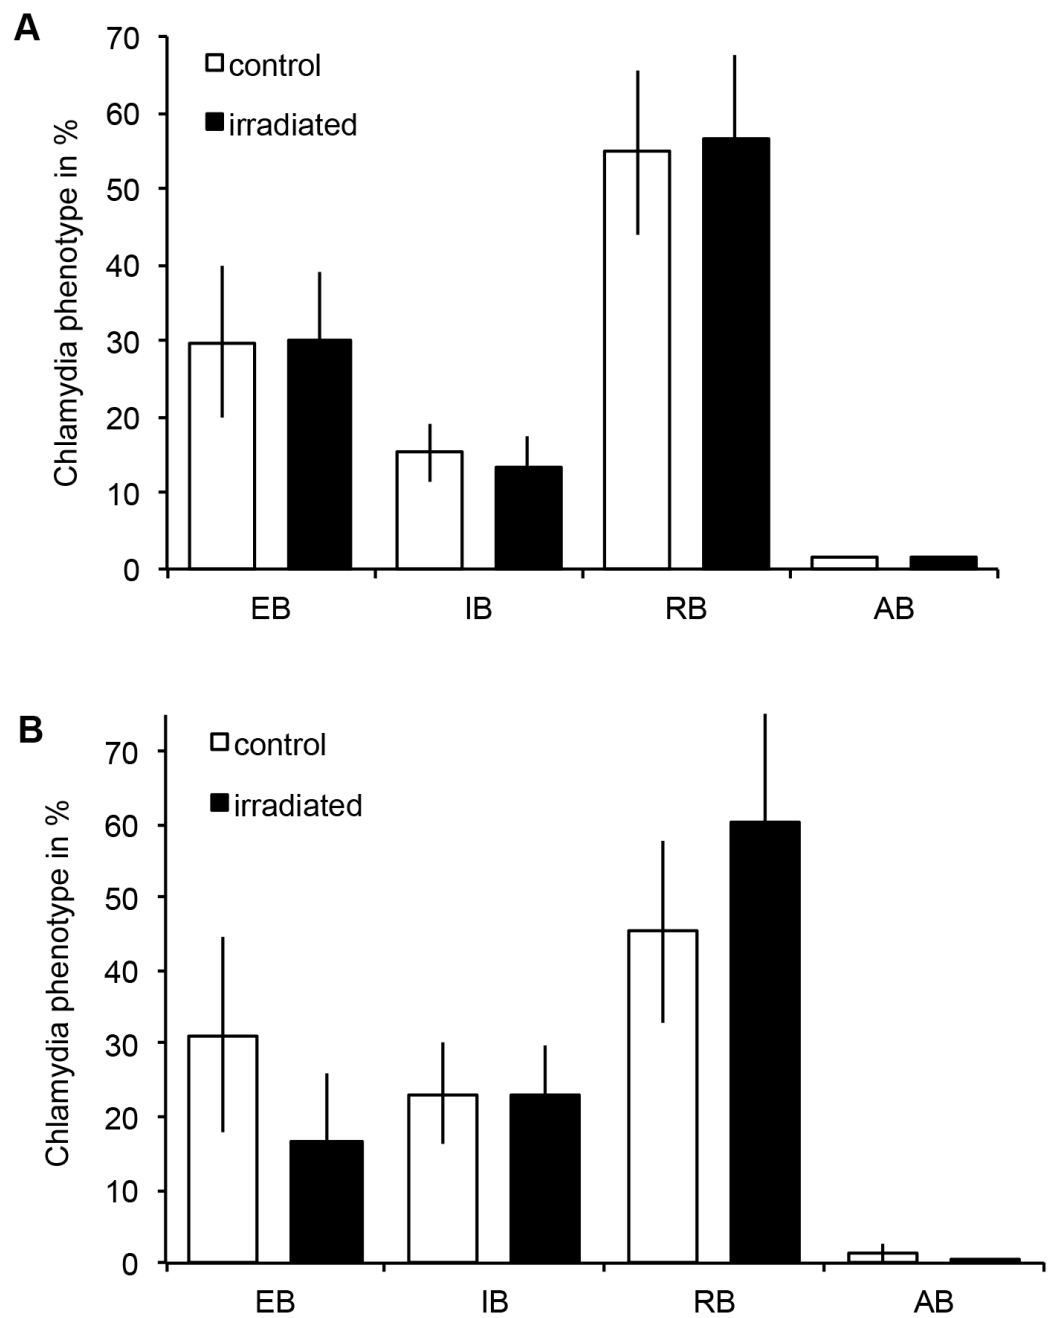 A
Chlamydia phenotype in %
70
60
50
40
30
20
10
0
control
irradiated
EB IB RB AB
B
Chlamydia phenotype in %
70
60
50
40
30
20
10
0
control
irradiated
EB IB RB AB